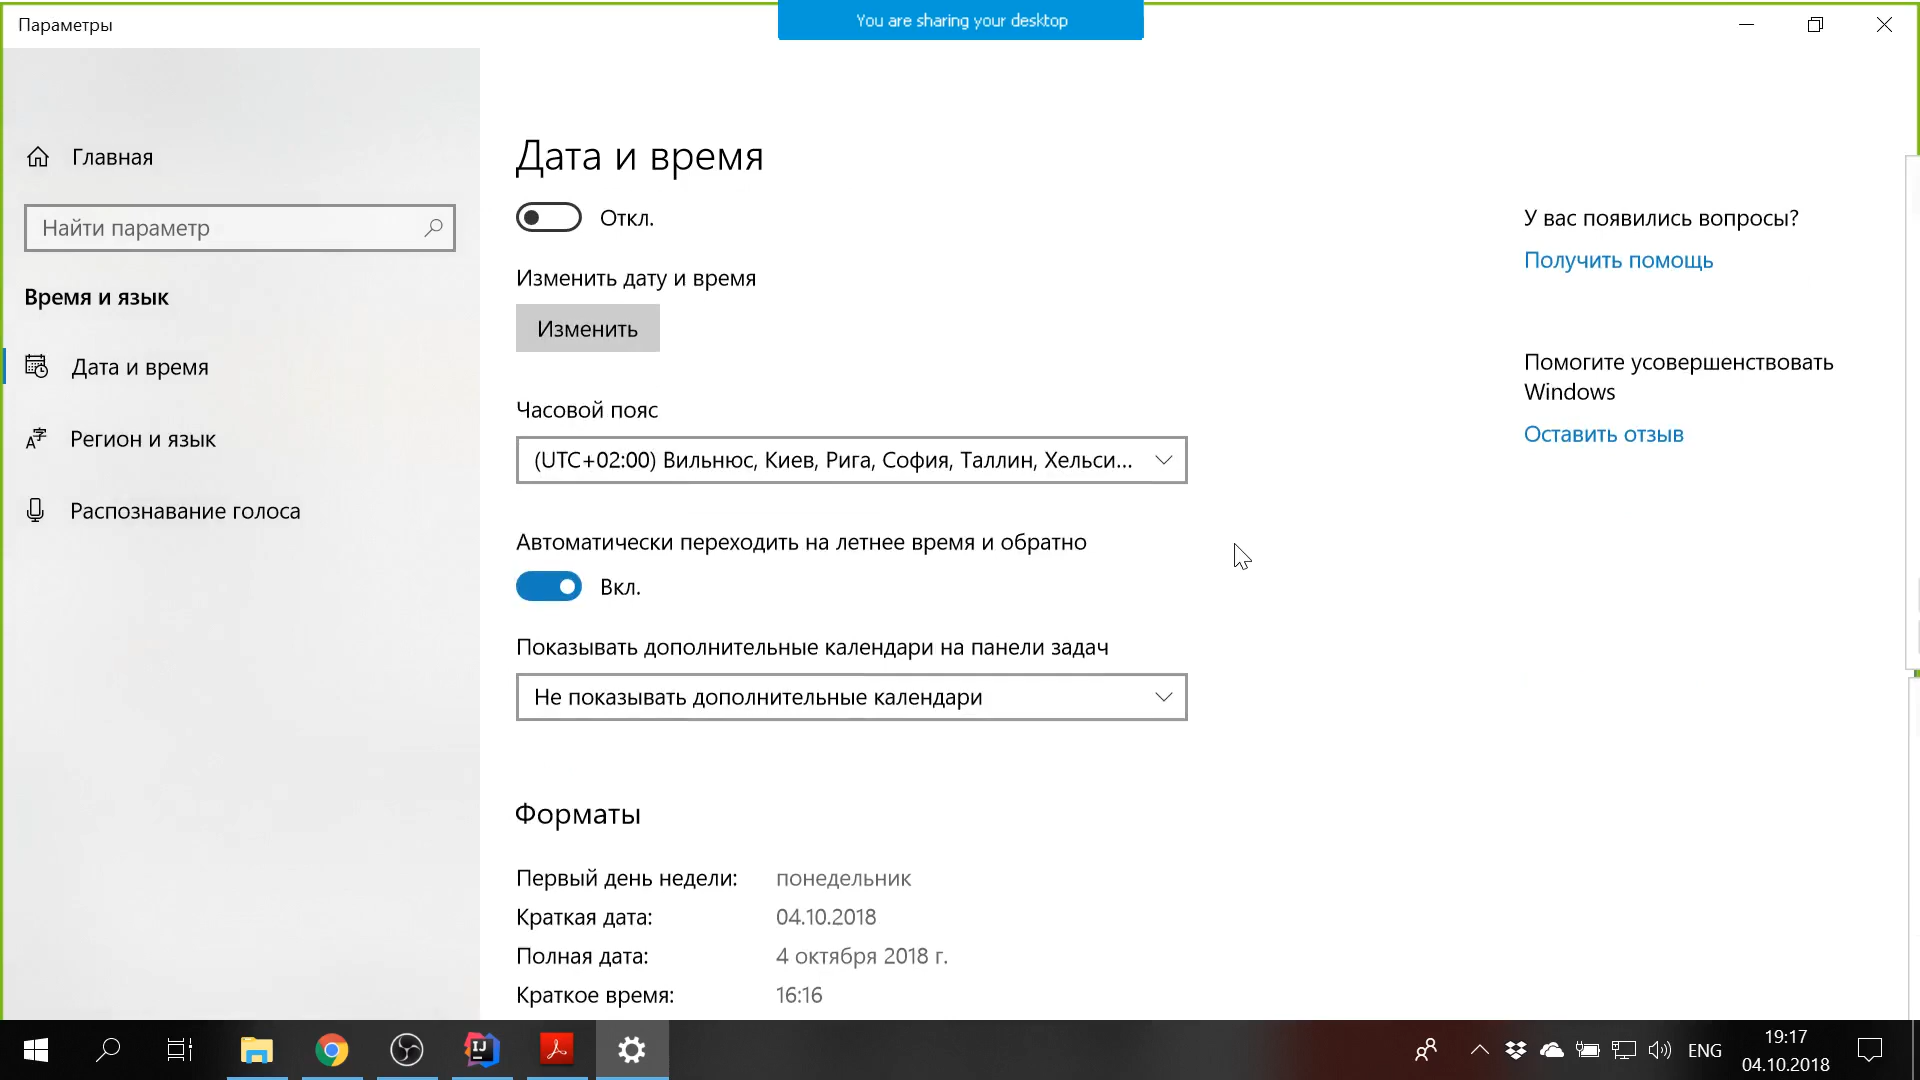 Параметры
You are sharing your desktop
Главная
Найти параметр
Время и язык
Дата и время
Регион и язык
Распознавание голоса
Дата и время
Откл.
Изменить дату и время
Изменить
Часовой пояс
(UTC+02:00) Вильнюс, Киев, Рига, София, Таллин, Хельси...
Автоматически переходить на летнее время и обратно
Вкл.
Показывать дополнительные календари на панели задач
Не показывать дополнительные календари
Форматы
Первый день недели: понедельник
Краткая дата: 04.10.2018
Полная дата: 4 октября 2018 г.
Краткое время: 16:16
У вас появились вопросы?
Получить помощь
Помогите усовершенствовать
Windows
Оставить отзыв
IJ
ENG
19:17
04.10.2018